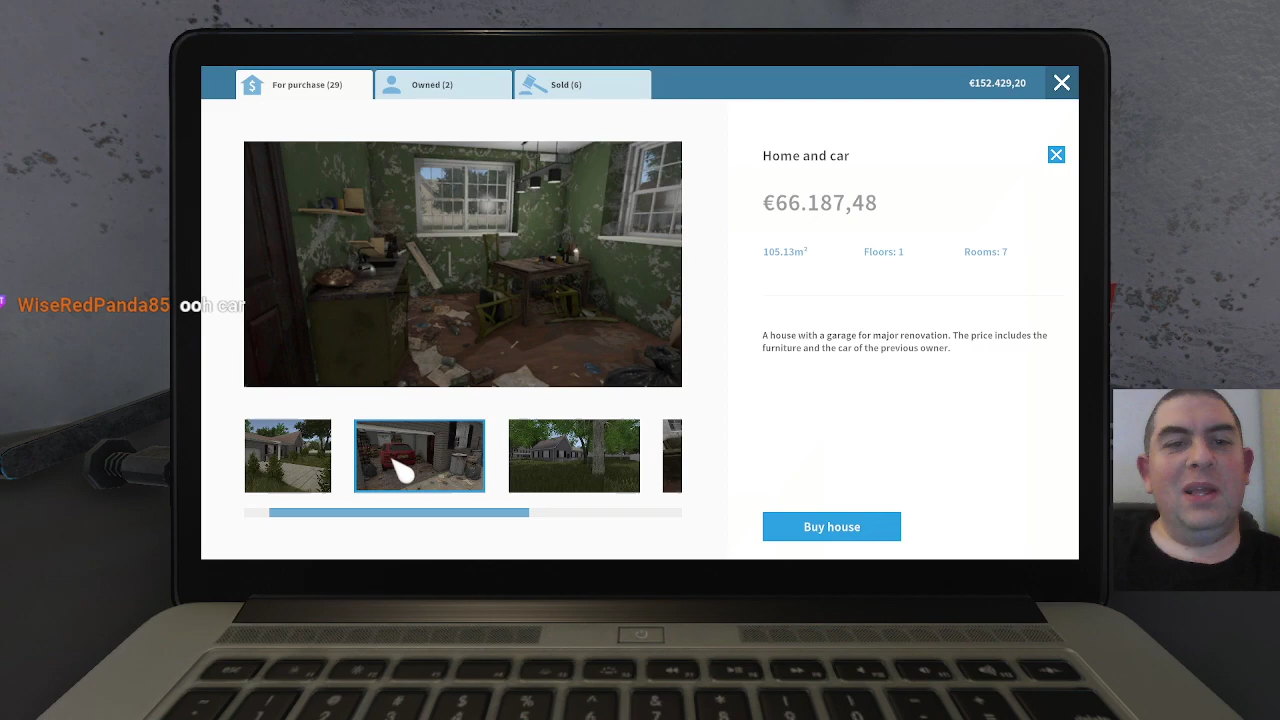 For purchase (29)
Owned (2)
Sold (6)
€152.429,20
Home and car
€66.187,48
105.13m²
Floors: 1
Rooms: 7
WiseRedPanda85 ooh car
A house with a garage for major renovation. The price includes the
furniture and the car of the previous owner.
Buy house
esc